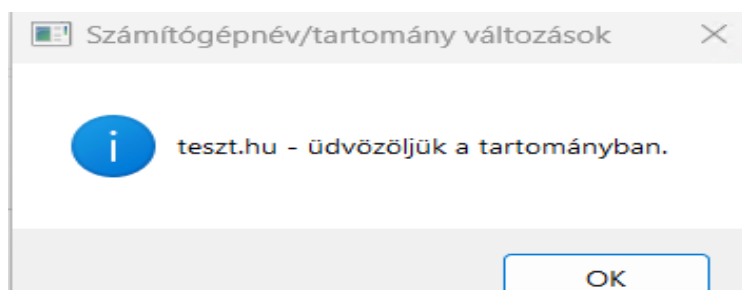 Számítógépnév/tartomány változások
teszt.hu - üdvözöljük a tartományban.
OK